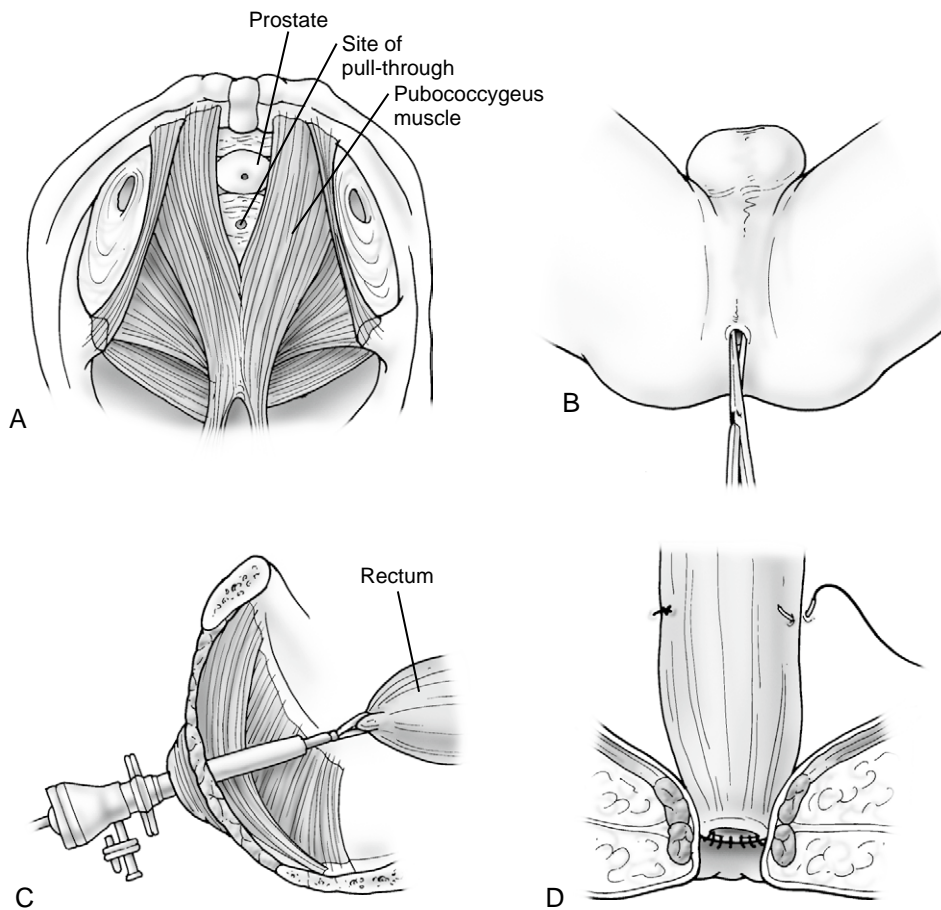 Prostate
Site of
pull-through
Pubococcygeus
muscle
A
B
Rectum
C
D